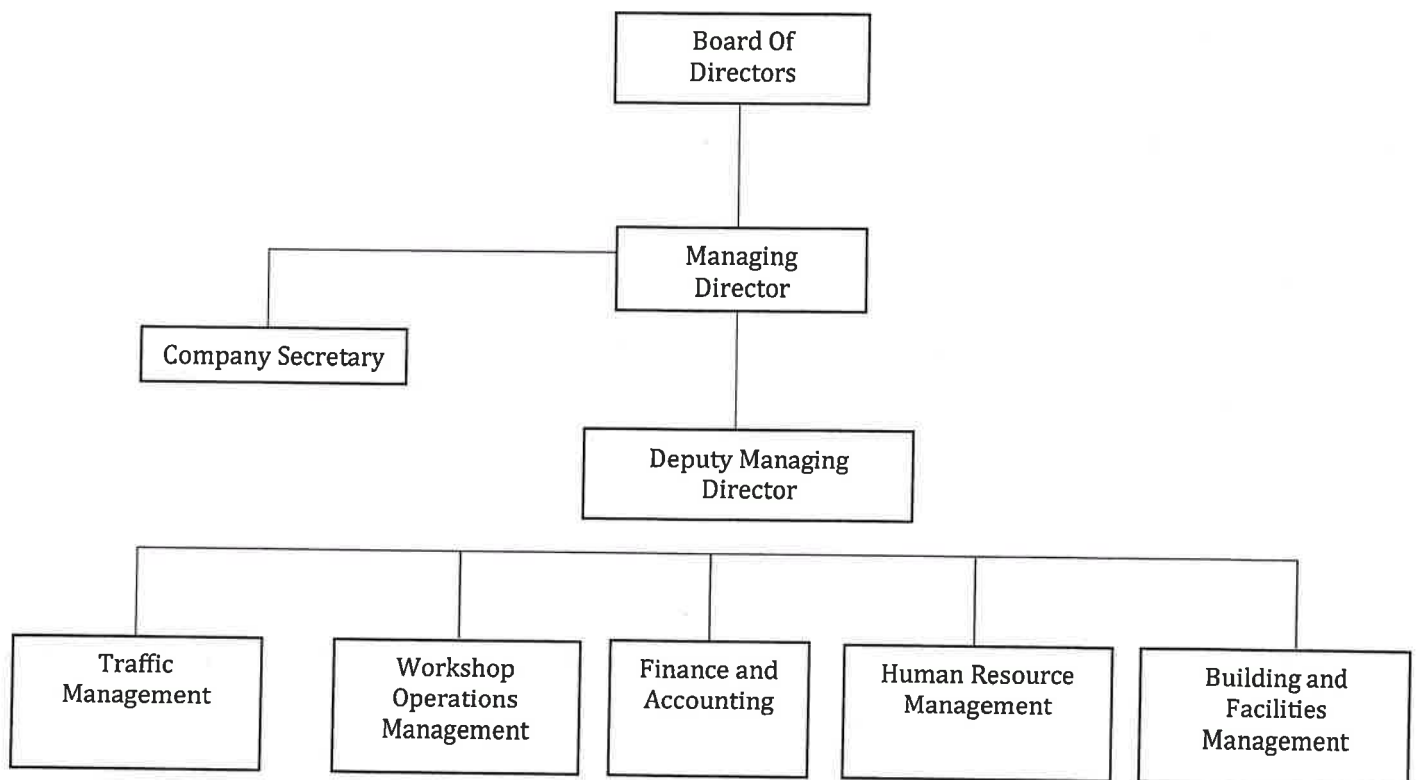 Board Of
Directors
Managing
Director
Company Secretary
Deputy Managing
Director
Traffic
Management
Workshop
Operations
Management
Finance and
Accounting
Human Resource
Management
Building and
Facilities
Management